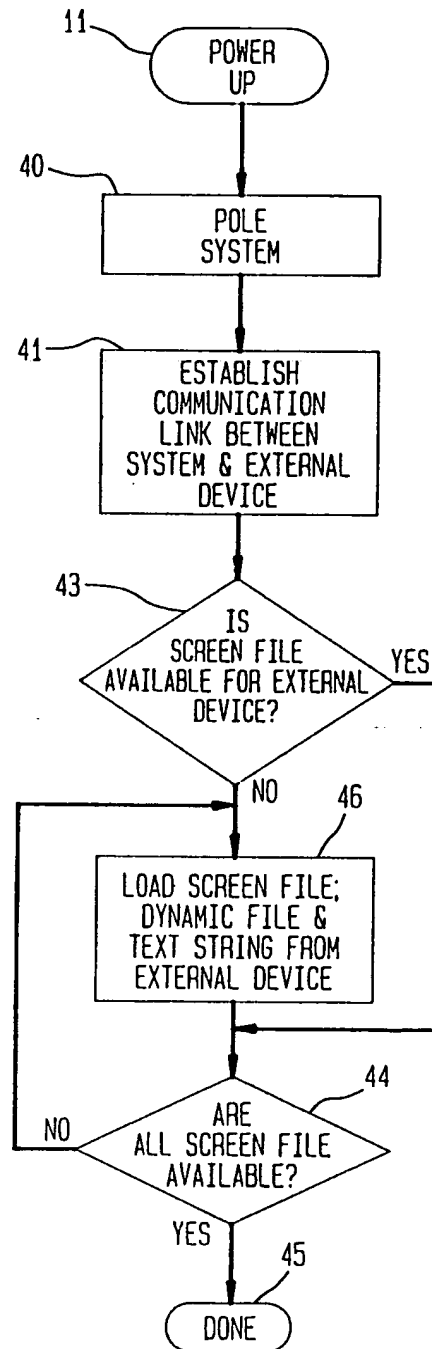 11
POWER
UP
40
POLE
SYSTEM
41
ESTABLISH
COMMUNICATION
LINK BETWEEN
SYSTEM & EXTERNAL
DEVICE
43
IS
SCREEN FILE
AVAILABLE FOR EXTERNAL
DEVICE?
YES
NO
46
LOAD SCREEN FILE;
DYNAMIC FILE &
TEXT STRING FROM
EXTERNAL DEVICE
44
ARE
ALL SCREEN FILE
AVAILABLE?
NO
YES
45
DONE